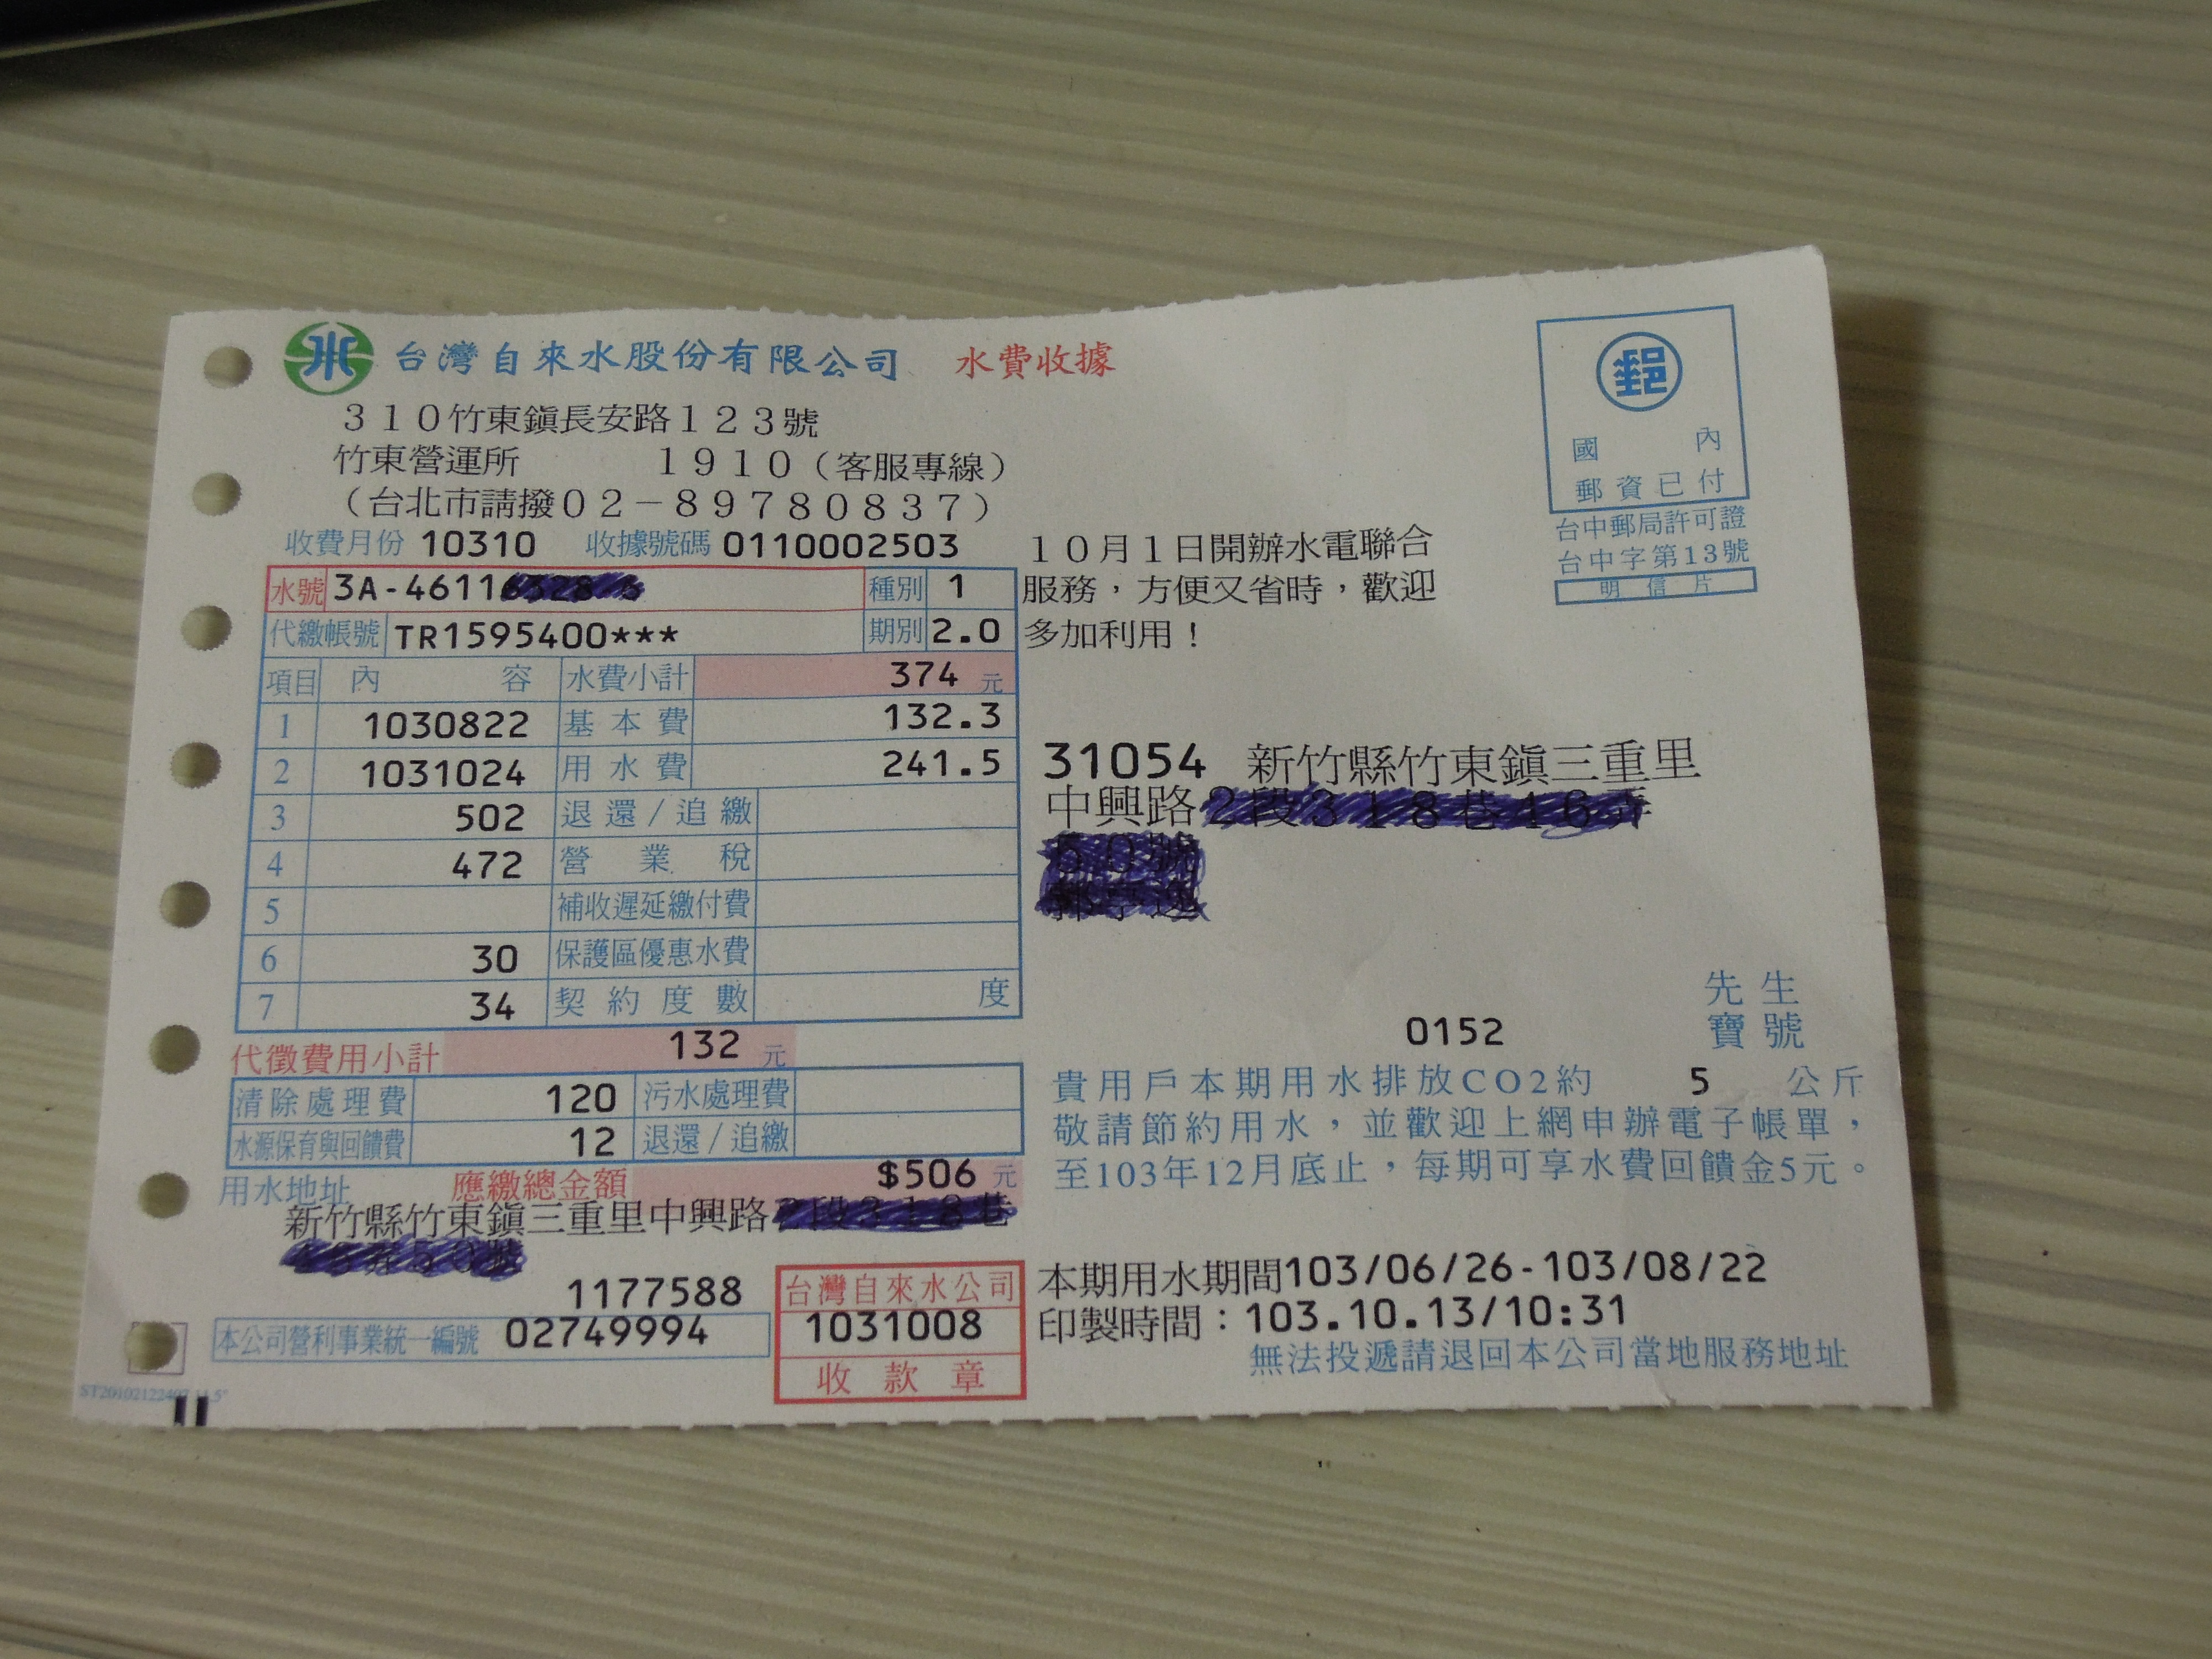 台灣自來水股份有限公司 水費收據
310竹東鎮長安路123號
竹東營運所 1910(客服專線)
(台北市請撥02-89780837)
收費月份 10310 收據號碼 0110002503
水號 3A-46116 種別 1
代繳帳號 TR1595400*** 期別 2.0
項目 內容 水費小計 374 元
1 1030822 基本費 132.3
2 1031024 用水費 241.5
3 502 退還/追繳
4 472 營業稅
5 補收遲延繳付費
6 30 保護區優惠水費
7 34 契約度數 度
代徵費用小計 132 元
清除處理費 120 污水處理費
水源保育與回饋費 12 退還/追繳
用水地址 應繳總金額 $506 元
新竹縣竹東鎮三重里中興路
1177588
本公司營利事業統一編號 02749994
台灣自來水公司
1031008
收款章
郵
國內
郵資已付
台中郵局許可證
台中字第13號
明信片
10月1日開辦水電聯合
服務,方便又省時,歡迎
多加利用!
31054 新竹縣竹東鎮三重里
中興路
先生
0152 寶號
貴用戶本期用水排放CO2約 5 公斤
敬請節約用水,並歡迎上網申辦電子帳單,
至103年12月底止,每期可享水費回饋金5元。
本期用水期間103/06/26-103/08/22
印製時間:103.10.13/10:31
無法投遞請退回本公司當地服務地址